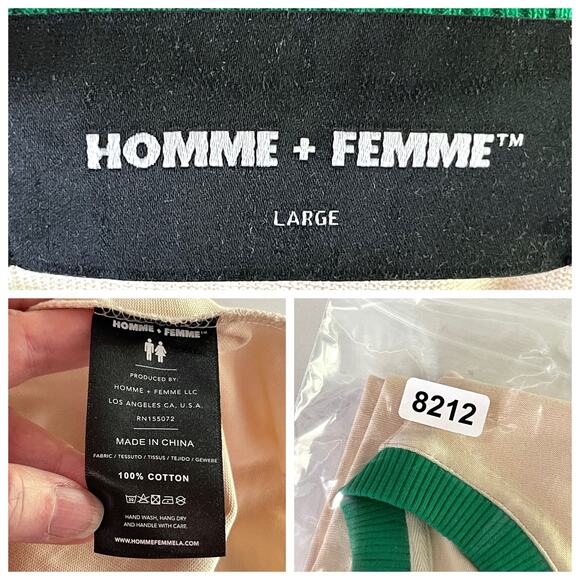 HOMME + FEMME™
LARGE
HOMME + FEMME™
PRODUCED BY:
HOMME + FEMME LLC
LOS ANGELES CA, U.S.A.
RN155072
MADE IN CHINA
FABRIC / TESSUTO / TISSUS / TEJIDO / GEWEBE
100% COTTON
HAND WASH, HANG DRY
AND HANDLE WITH CARE.
WWW.HOMMEFEMMELA.COM
8212